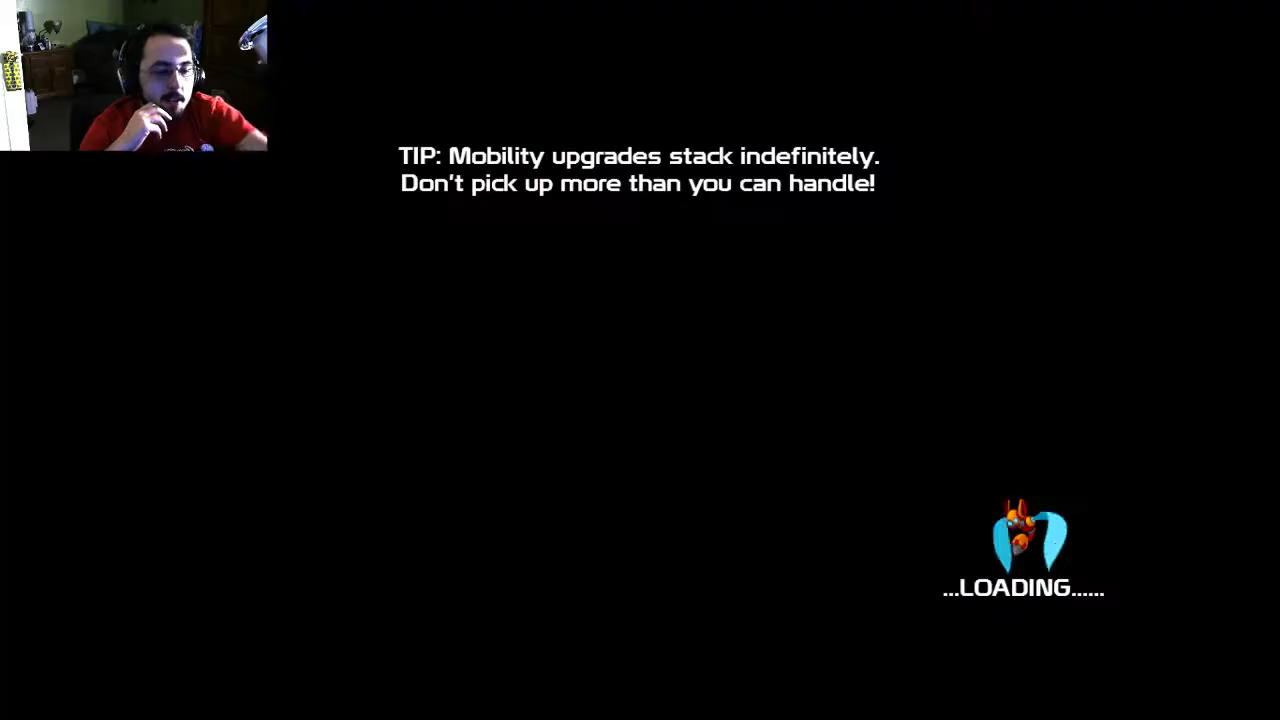 TIP: Mobility upgrades stack indefinitely.
Don't pick up more than you can handle!
...LOADING......